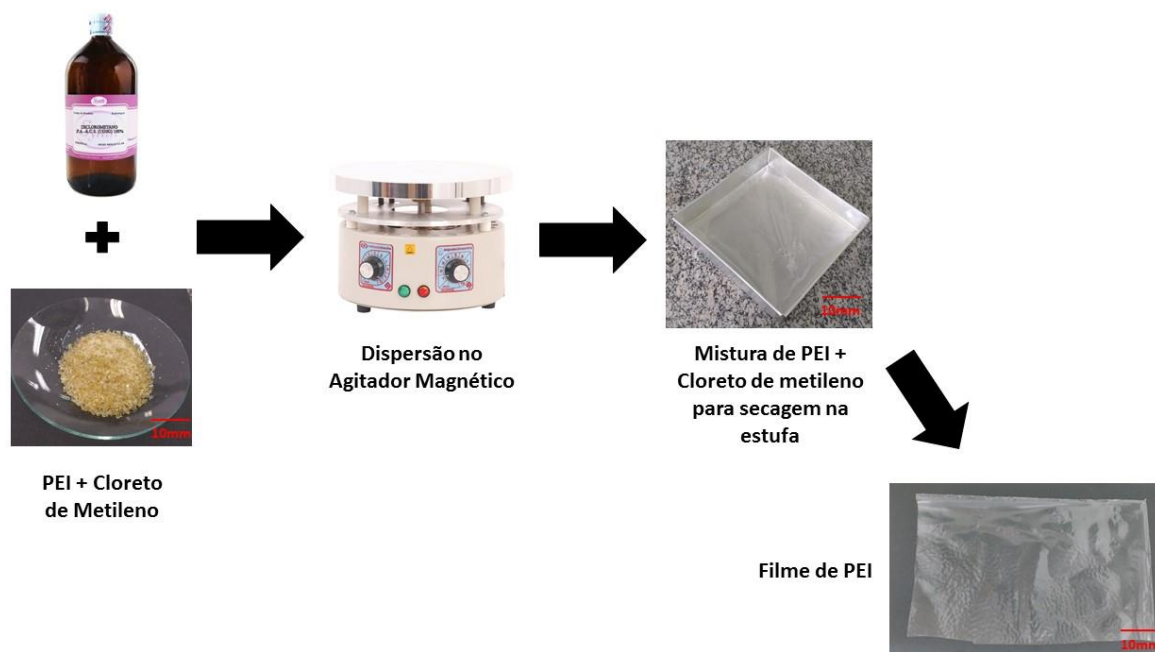 DICLOROMETANO
10mm
PEI + Cloreto
de Metileno
Dispersão no
Agitador Magnético
10mm
Mistura de PEI +
Cloreto de metileno
para secagem na
estufa
Filme de PEI
10mm